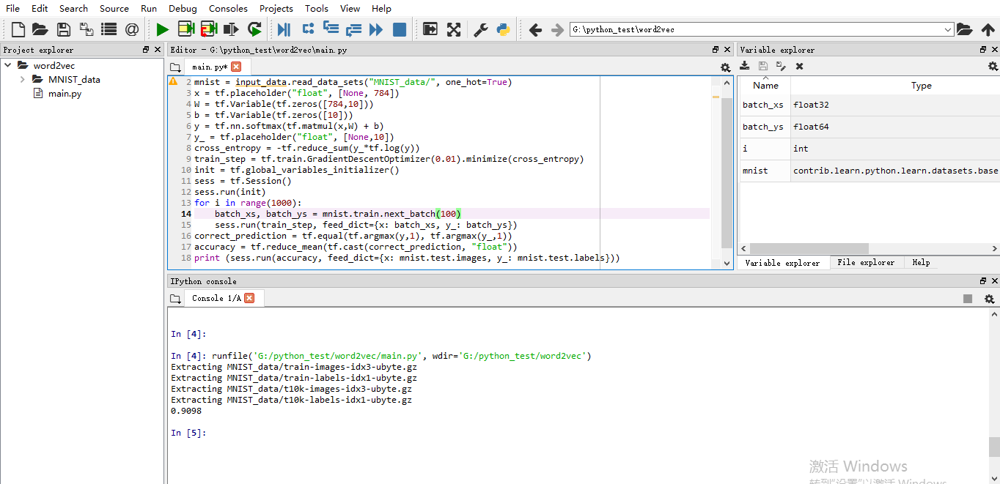 File Edit Search Source Run Debug Consoles Projects Tools View Help
G:\python_test\word2vec
Project explorer
word2vec
MNIST_data
main.py
Editor - G:\python_test\word2vec\main.py
main.py*
2 mnist = input_data.read_data_sets("MNIST_data/", one_hot=True)
3 x = tf.placeholder("float", [None, 784])
4 W = tf.Variable(tf.zeros([784,10]))
5 b = tf.Variable(tf.zeros([10]))
6 y = tf.nn.softmax(tf.matmul(x,W) + b)
7 y_ = tf.placeholder("float", [None,10])
8 cross_entropy = -tf.reduce_sum(y_*tf.log(y))
9 train_step = tf.train.GradientDescentOptimizer(0.01).minimize(cross_entropy)
10 init = tf.global_variables_initializer()
11 sess = tf.Session()
12 sess.run(init)
13 for i in range(1000):
14 batch_xs, batch_ys = mnist.train.next_batch(100)
15 sess.run(train_step, feed_dict={x: batch_xs, y_: batch_ys})
16 correct_prediction = tf.equal(tf.argmax(y,1), tf.argmax(y_,1))
17 accuracy = tf.reduce_mean(tf.cast(correct_prediction, "float"))
18 print (sess.run(accuracy, feed_dict={x: mnist.test.images, y_: mnist.test.labels}))
Variable explorer
Name Type
batch_xs float32
batch_ys float64
i int
mnist contrib.learn.python.learn.datasets.base
Variable explorer File explorer Help
IPython console
Console 1/A
In [4]:
In [4]: runfile('G:/python_test/word2vec/main.py', wdir='G:/python_test/word2vec')
Extracting MNIST_data/train-images-idx3-ubyte.gz
Extracting MNIST_data/train-labels-idx1-ubyte.gz
Extracting MNIST_data/t10k-images-idx3-ubyte.gz
Extracting MNIST_data/t10k-labels-idx1-ubyte.gz
0.9098
In [5]:
激活 Windows
转到"设置"以激活 Windows